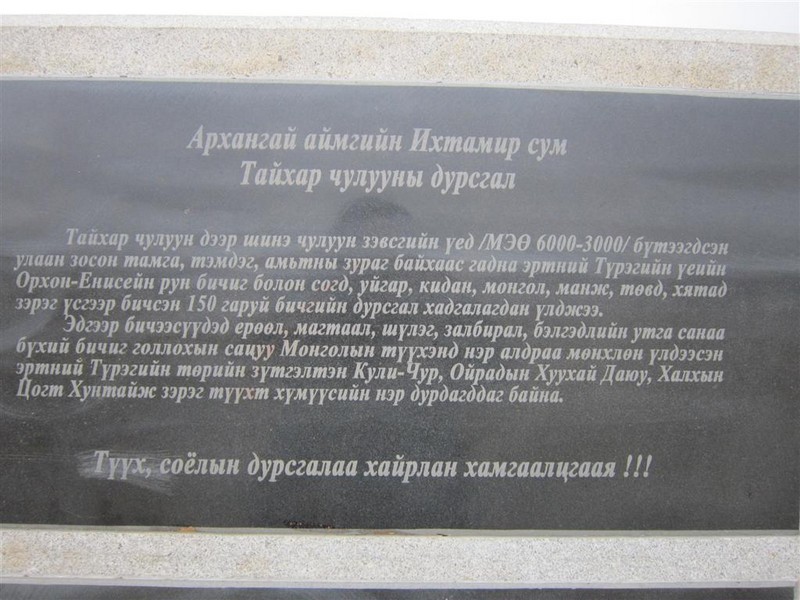 Архангай аймгийн Ихтамир сум
Тайхар чулууны дурсгал
Тайхар чулуун дээр шинэ чулуун зэвсгийн үед /МЭӨ 6000-3000/ бүтээгдсэн
улаан зосон тамга, тэмдэг, амьтны зураг байхаас гадна эртний Түрэгийн үеийн
Орхон-Енисейн рун бичиг болон согд, уйгар, кидан, монгол, манж, төвд, хятад
зэрэг үсгээр бичсэн 150 гаруй бичгийн дурсгал хадгалагдан үлджээ.
Эдгээр бичээсүүдэд ерөөл, магтаал, шүлэг, залбирал, бэлгэдлийн утга санаа
бүхий бичиг голлохын сацуу Монголын түүхэнд нэр алдраа мөнхлөн үлдээсэн
эртний Түрэгийн төрийн зүтгэлтэн Кули-Чур, Ойрадын Хуухай Даюу, Халхын
Цогт Хунтайж зэрэг түүхт хүмүүсийн нэр дурдагддаг байна.
Түүх, соёлын дурсгалаа хайрлан хамгаалцгаая !!!